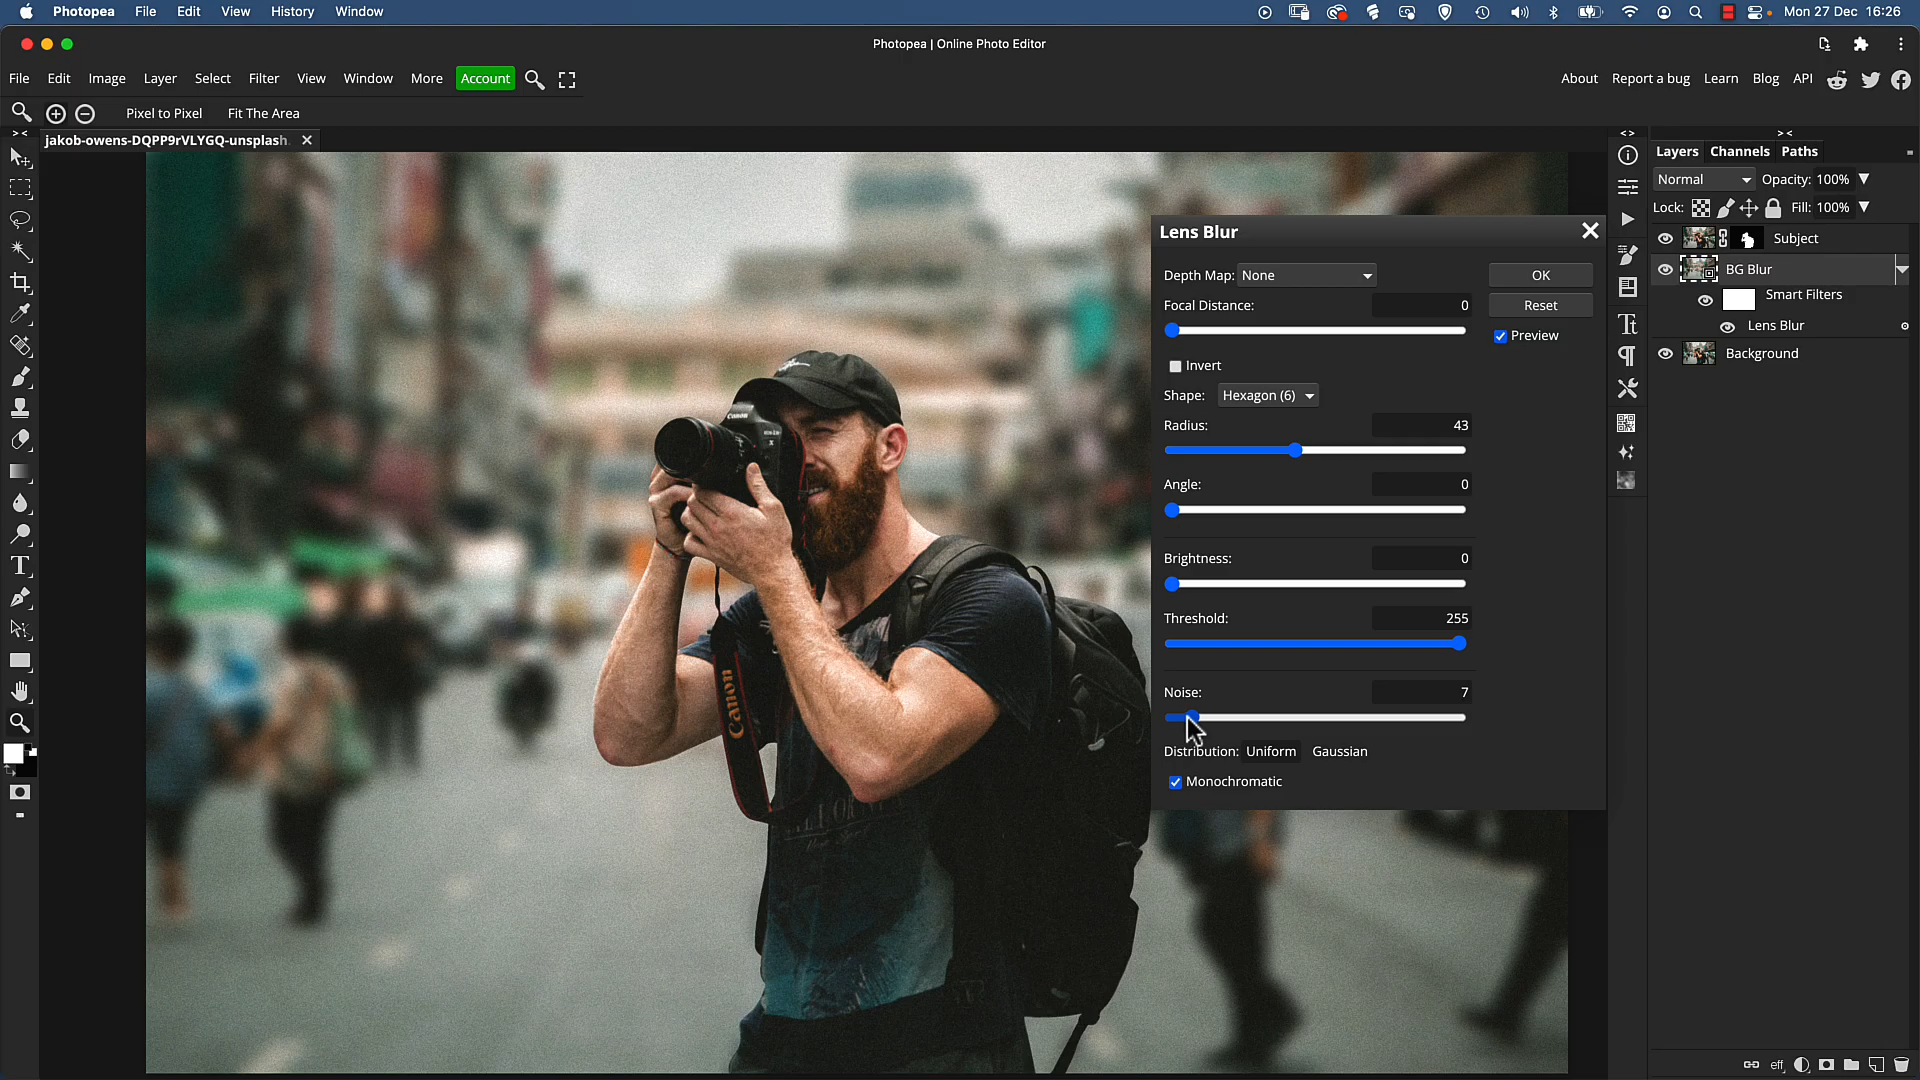 Photopea File Edit View History Window Mon 27 Dec 16:26
Photopea | Online Photo Editor
File Edit Image Layer Select Filter View Window More Account About Report a bug Learn Blog API
Pixel to Pixel Fit The Area
jakob-owens-DQPP9rVLYGQ-unsplash
Layers Channels Paths
Normal Opacity: 100%
Lock: Fill: 100%
Subject
BG Blur
Smart Filters
Lens Blur
Background
eff
Lens Blur
Depth Map: None OK
Focal Distance: 0 Reset
Preview
Invert
Shape: Hexagon (6)
Radius: 43
Angle: 0
Brightness: 0
Threshold: 255
Noise: 7
Distribution: Uniform Gaussian
Monochromatic
Canon
Canon